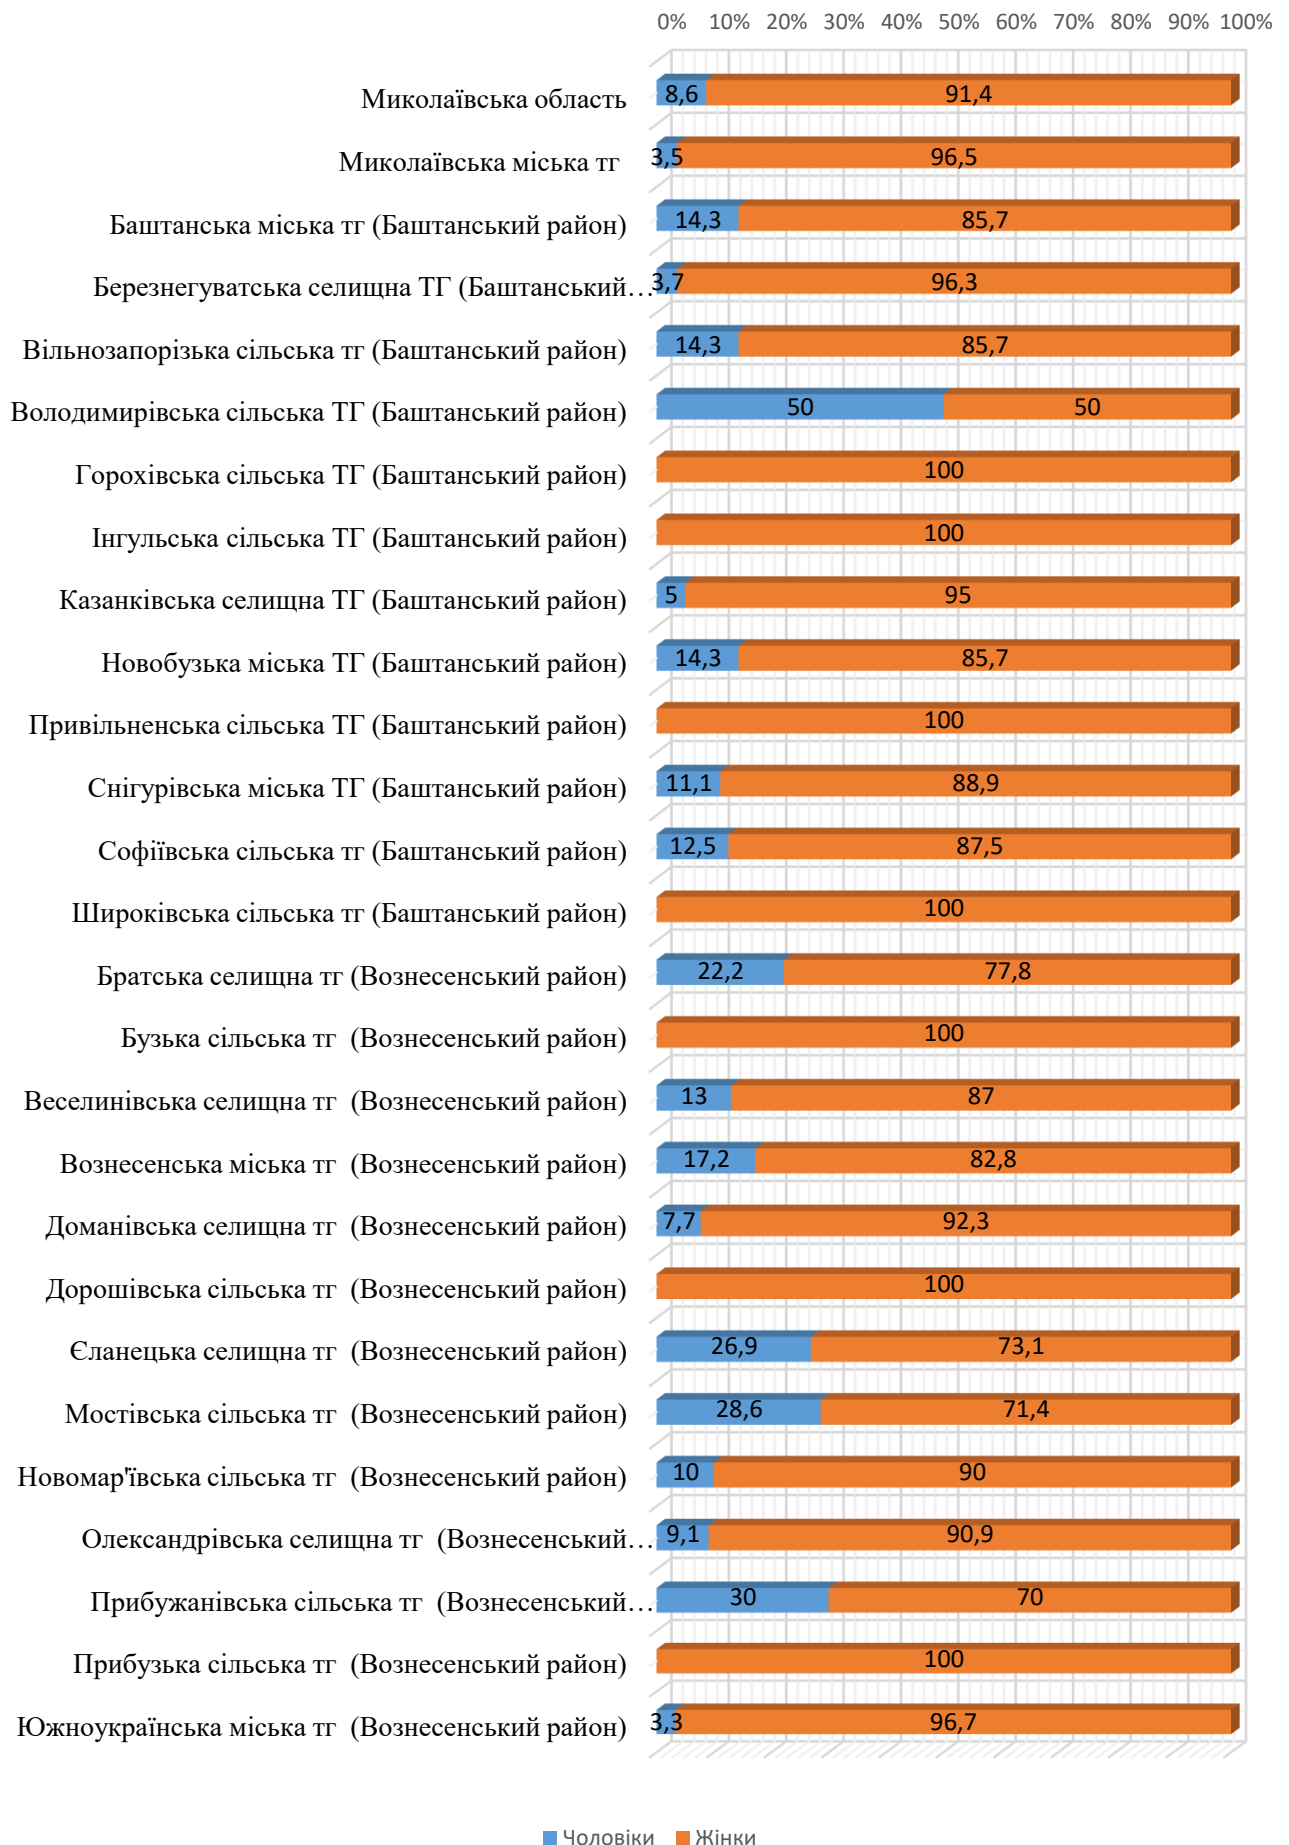 0% 10% 20% 30% 40% 50% 60% 70% 80% 90% 100%
Миколаївська область 8,6 91,4
Миколаївська міська тг 3,5 96,5
Баштанська міська тг (Баштанський район) 14,3 85,7
Березнегуватська селищна ТГ (Баштанський… 3,7 96,3
Вільнозапорізька сільська тг (Баштанський район) 14,3 85,7
Володимирівська сільська ТГ (Баштанський район) 50 50
Горохівська сільська ТГ (Баштанський район) 100
Інгульська сільська ТГ (Баштанський район) 100
Казанківська селищна ТГ (Баштанський район) 5 95
Новобузька міська ТГ (Баштанський район) 14,3 85,7
Привільненська сільська ТГ (Баштанський район) 100
Снігурівська міська ТГ (Баштанський район) 11,1 88,9
Софіївська сільська тг (Баштанський район) 12,5 87,5
Широківська сільська тг (Баштанський район) 100
Братська селищна тг (Вознесенський район) 22,2 77,8
Бузька сільська тг (Вознесенський район) 100
Веселинівська селищна тг (Вознесенський район) 13 87
Вознесенська міська тг (Вознесенський район) 17,2 82,8
Доманівська селищна тг (Вознесенський район) 7,7 92,3
Дорошівська сільська тг (Вознесенський район) 100
Єланецька селищна тг (Вознесенський район) 26,9 73,1
Мостівська сільська тг (Вознесенський район) 28,6 71,4
Новомар'ївська сільська тг (Вознесенський район) 10 90
Олександрівська селищна тг (Вознесенський… 9,1 90,9
Прибужанівська сільська тг (Вознесенський… 30 70
Прибузька сільська тг (Вознесенський район) 100
Южноукраїнська міська тг (Вознесенський район) 3,3 96,7
Чоловіки Жінки